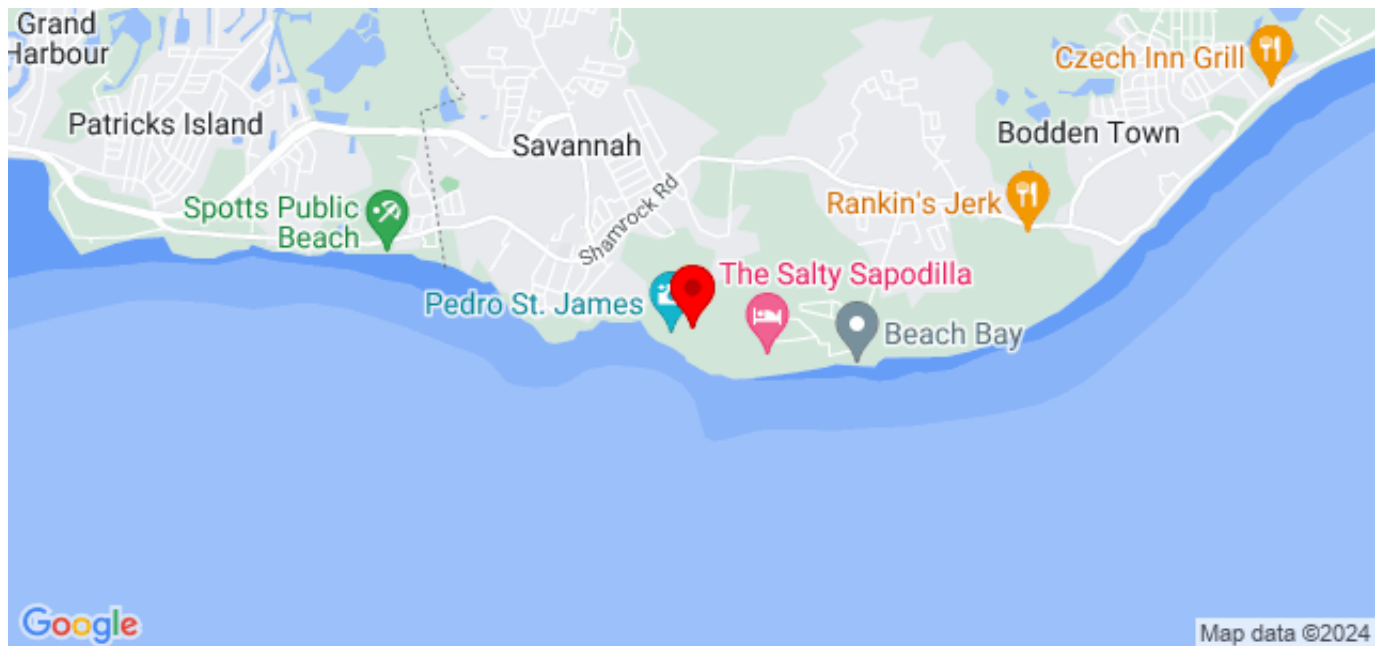 Grand
Harbour
Czech Inn Grill
Patricks Island
Savannah
Bodden Town
Spotts Public
Beach
Shamrock Rd
Rankin's Jerk
Pedro St. James
The Salty Sapodilla
Beach Bay
Google
Map data ©2024